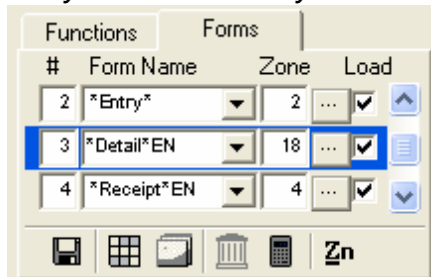 Functions Forms
# Form Name Zone Load
2 *Entry* 2 ...
3 *Detail*EN 18 ...
4 *Receipt*EN 4 ...
Zn